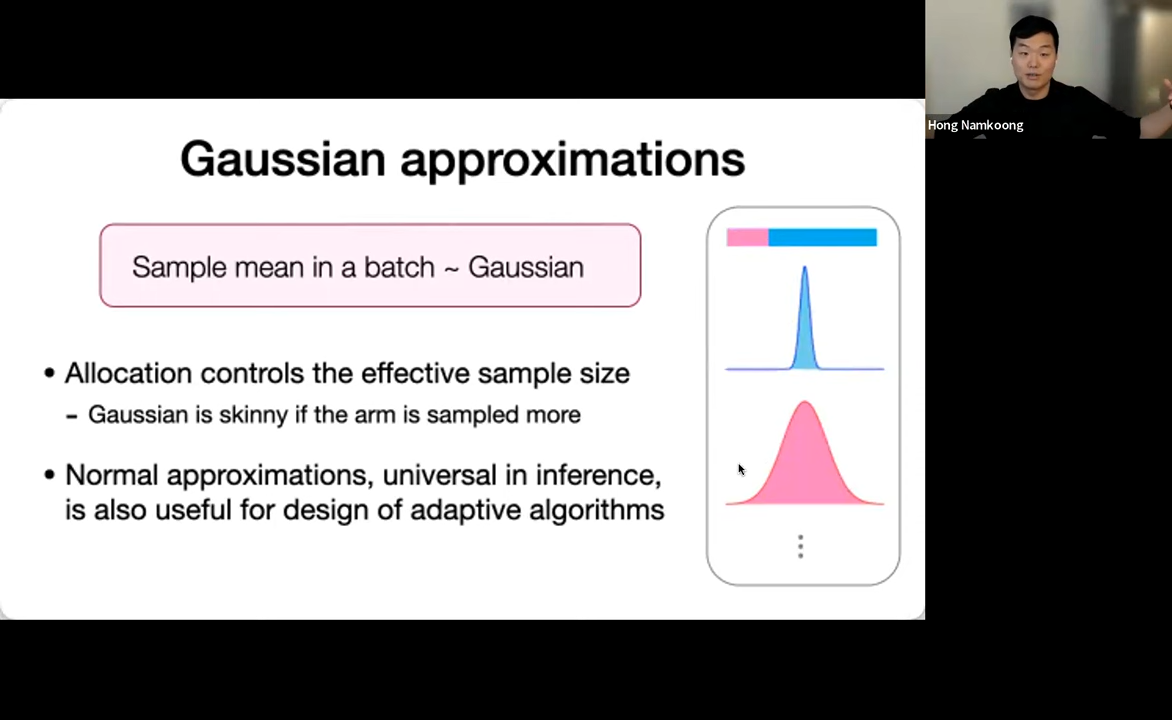 Gaussian approximations
Sample mean in a batch ~ Gaussian
• Allocation controls the effective sample size
– Gaussian is skinny if the arm is sampled more
• Normal approximations, universal in inference,
is also useful for design of adaptive algorithms
Hong Namkoong